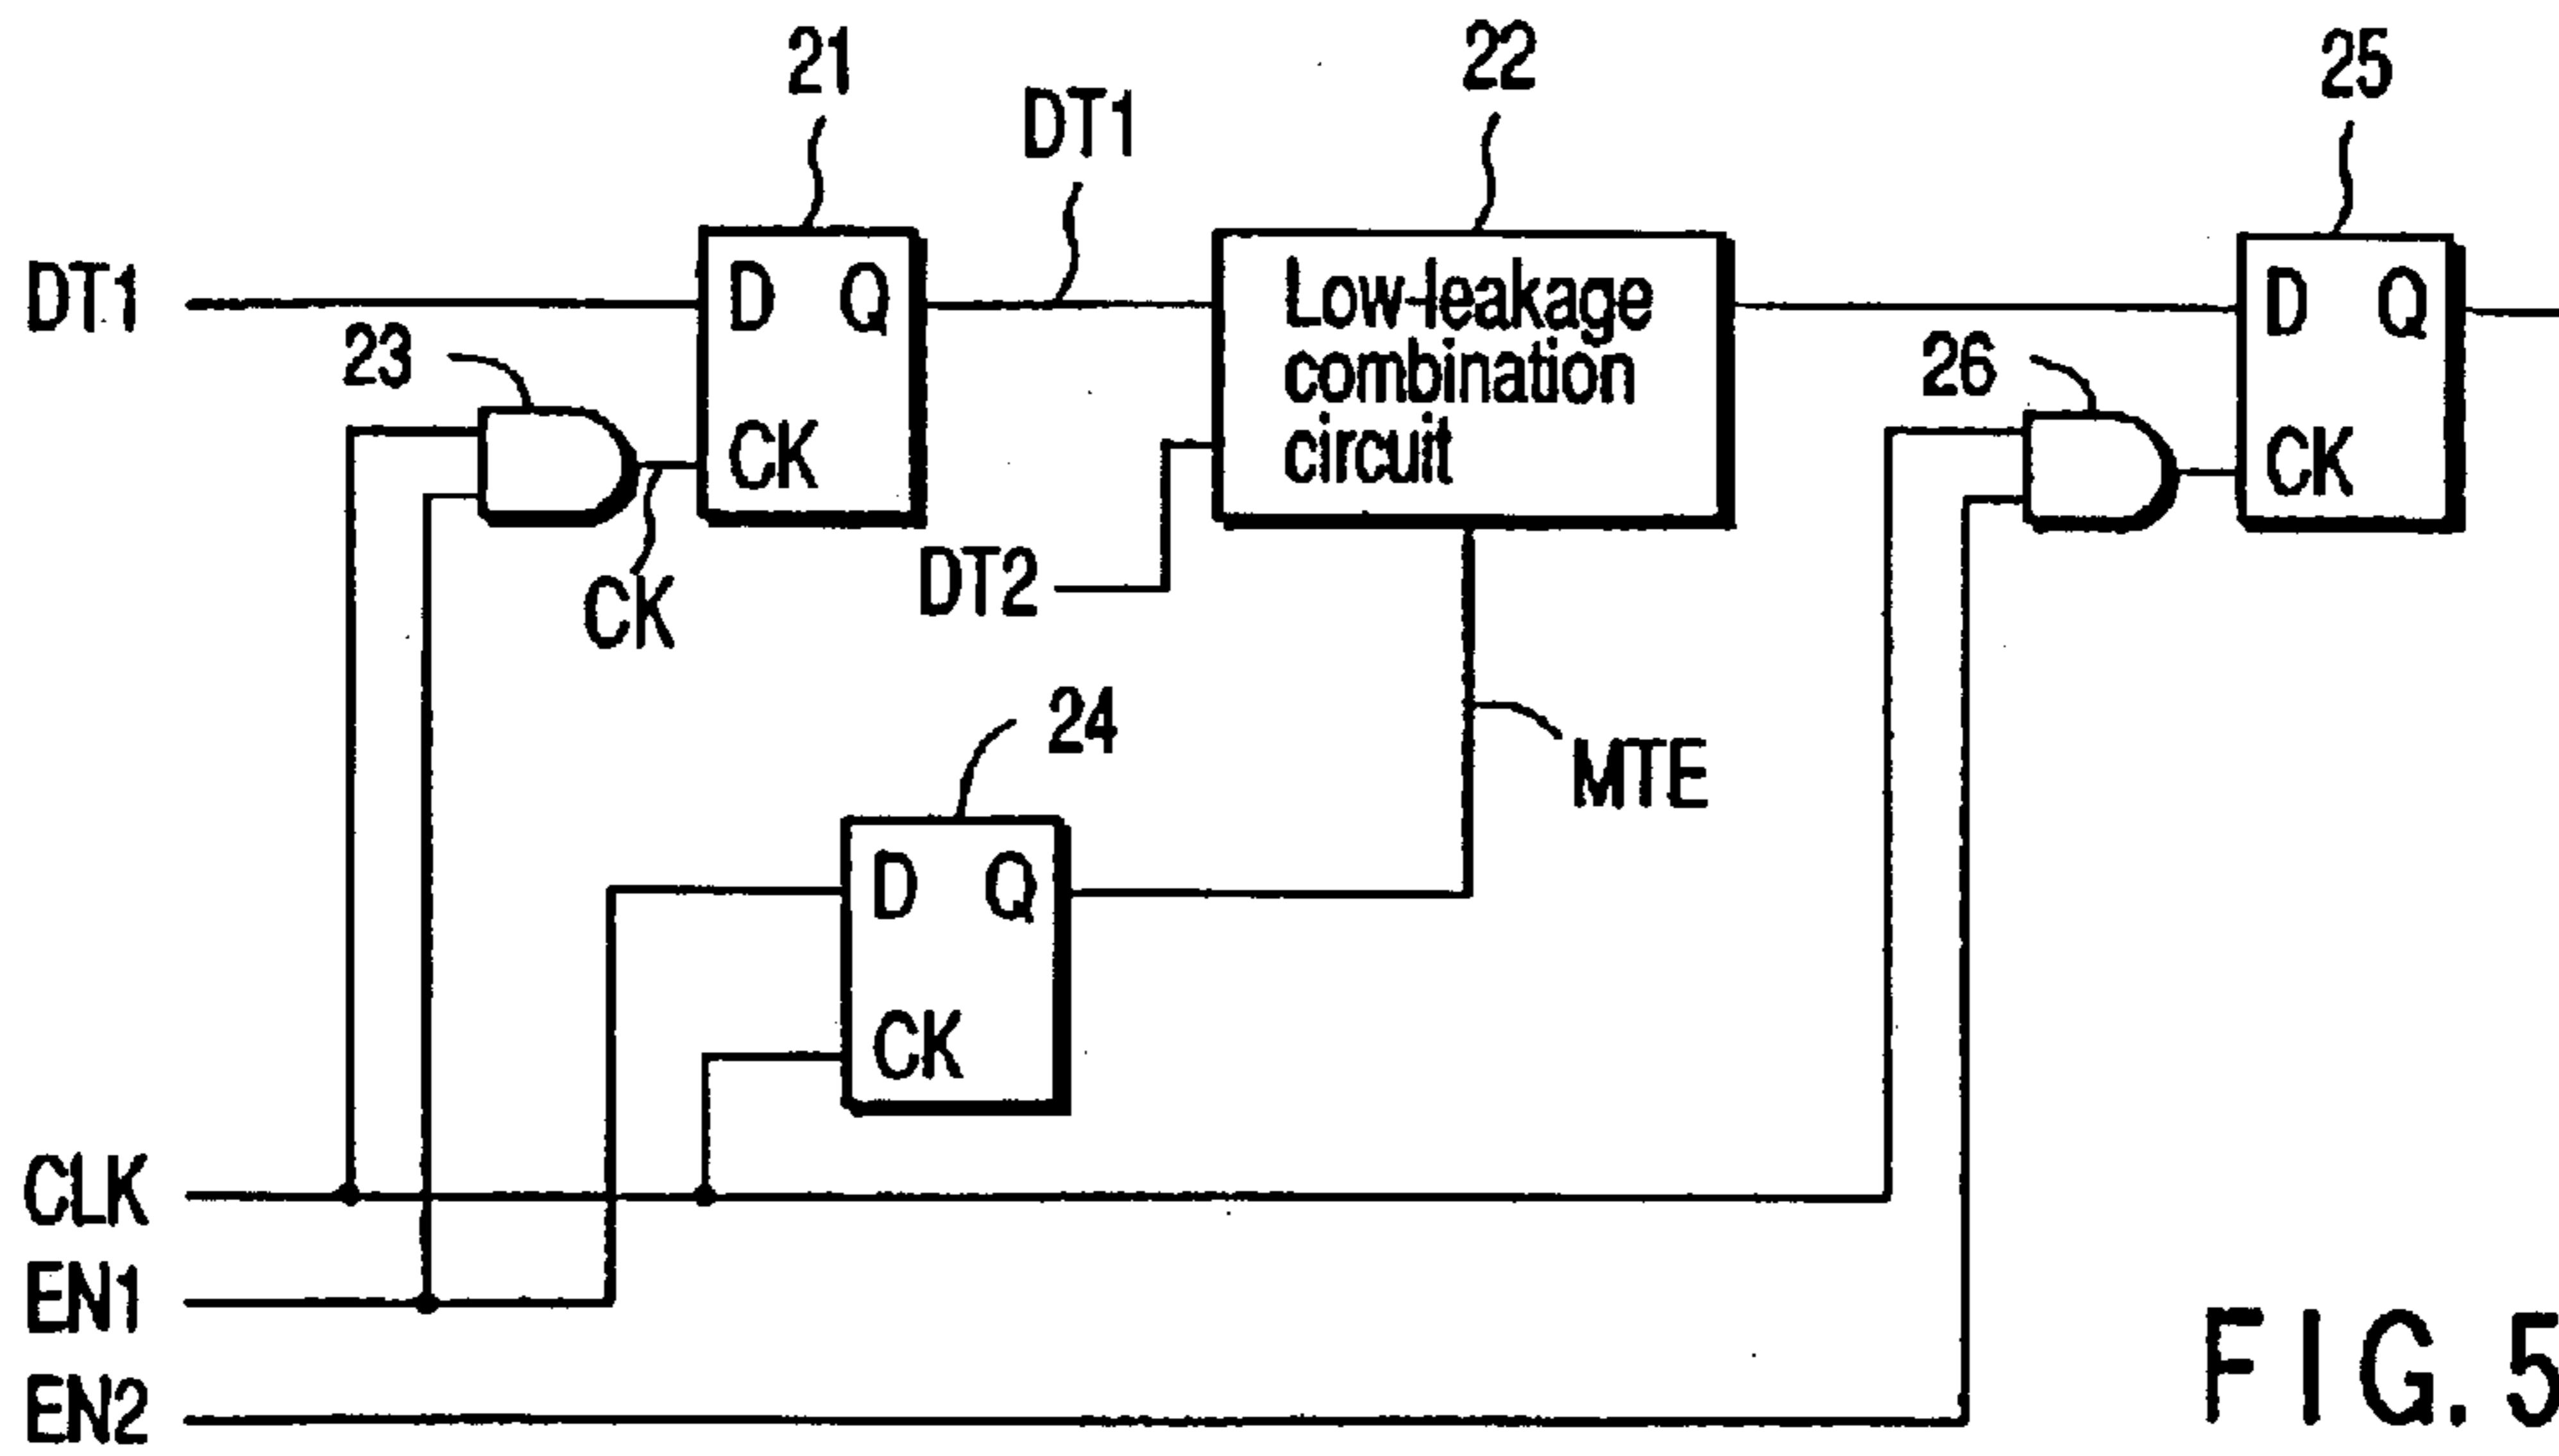 21
22
25
DT1
DT1
D Q
CK
Low-leakage
combination
circuit
D Q
CK
23
26
CK
DT2
24
MTE
D Q
CK
CLK
EN1
EN2
FIG. 5